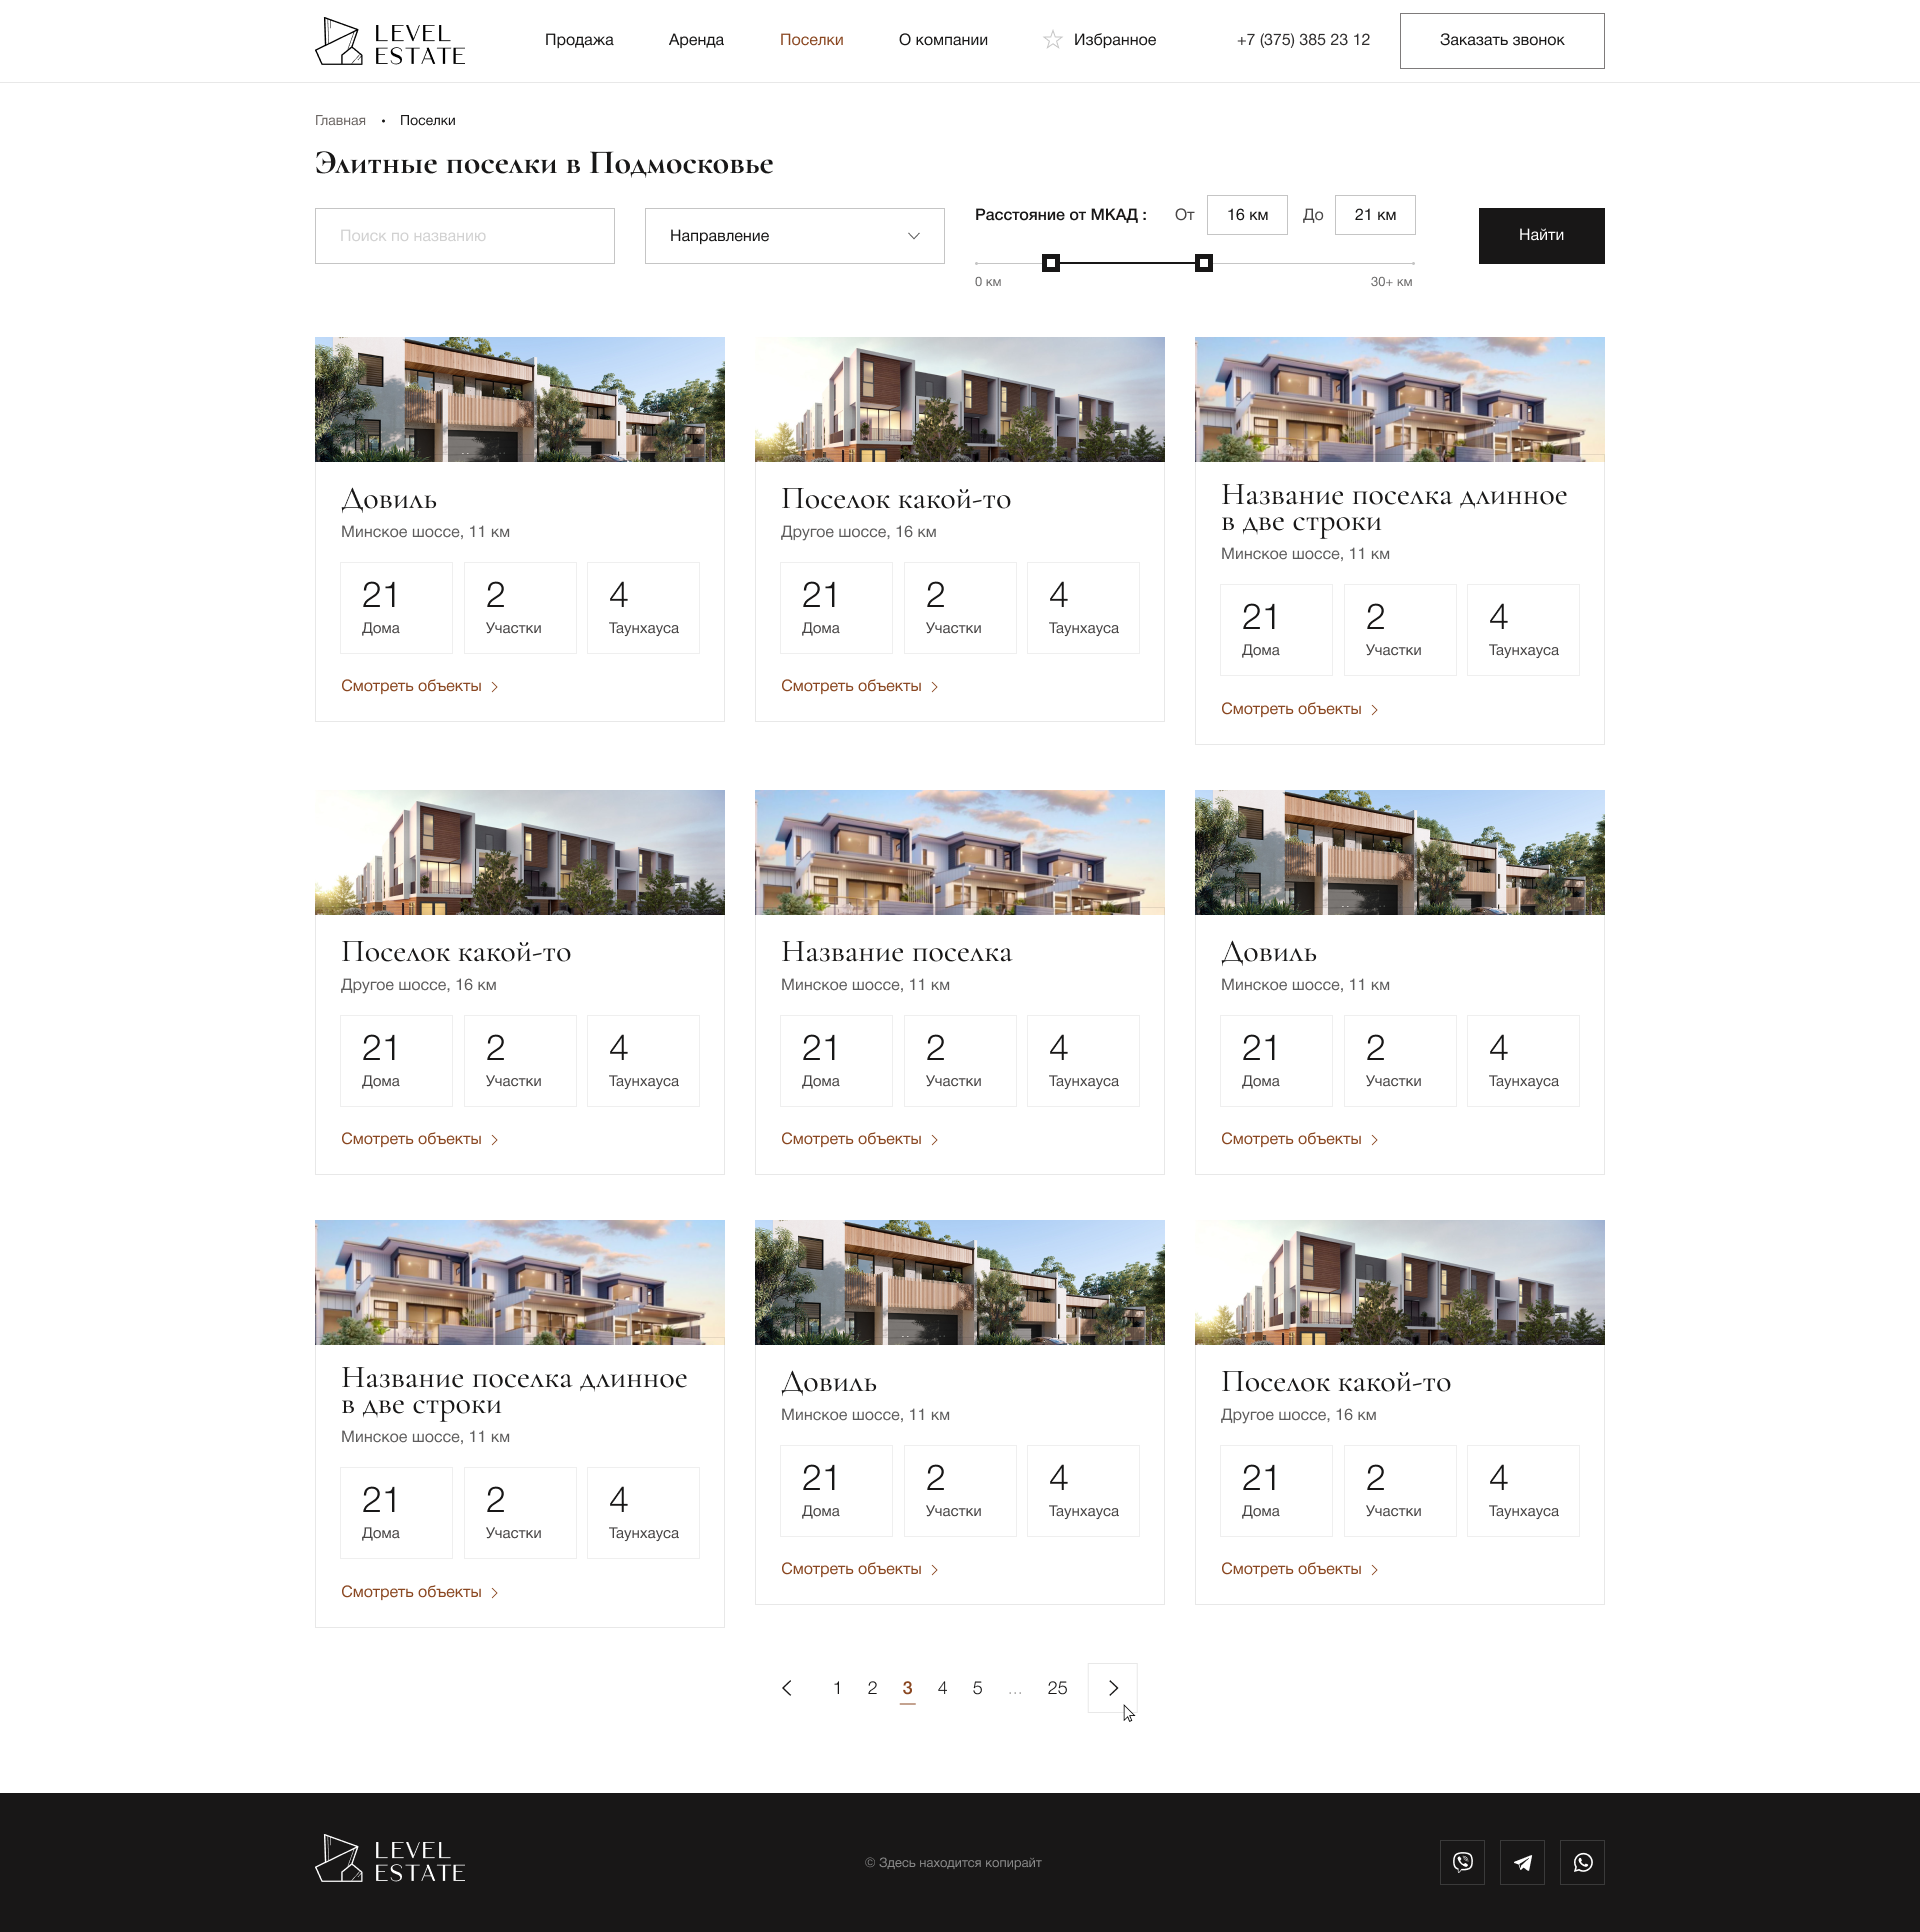 LEVEL
ESTATE
Продажа
Аренда
Поселки
О компании
Избранное
+7 (375) 385 23 12
Заказать звонок
Главная • Поселки
Элитные поселки в Подмосковье
Поиск по названию
Направление
Расстояние от МКАД :
От
16 км
До
21 км
0 км
30+ км
Найти
Довиль
Минское шоссе, 11 км
21
Дома
2
Участки
4
Таунхауса
Смотреть объекты
Поселок какой-то
Другое шоссе, 16 км
21
Дома
2
Участки
4
Таунхауса
Смотреть объекты
Название поселка длинное
в две строки
Минское шоссе, 11 км
21
Дома
2
Участки
4
Таунхауса
Смотреть объекты
Поселок какой-то
Другое шоссе, 16 км
21
Дома
2
Участки
4
Таунхауса
Смотреть объекты
Название поселка
Минское шоссе, 11 км
21
Дома
2
Участки
4
Таунхауса
Смотреть объекты
Довиль
Минское шоссе, 11 км
21
Дома
2
Участки
4
Таунхауса
Смотреть объекты
Название поселка длинное
в две строки
Минское шоссе, 11 км
21
Дома
2
Участки
4
Таунхауса
Смотреть объекты
Довиль
Минское шоссе, 11 км
21
Дома
2
Участки
4
Таунхауса
Смотреть объекты
Поселок какой-то
Другое шоссе, 16 км
21
Дома
2
Участки
4
Таунхауса
Смотреть объекты
1 2 3 4 5 ... 25
LEVEL
ESTATE
© Здесь находится копирайт